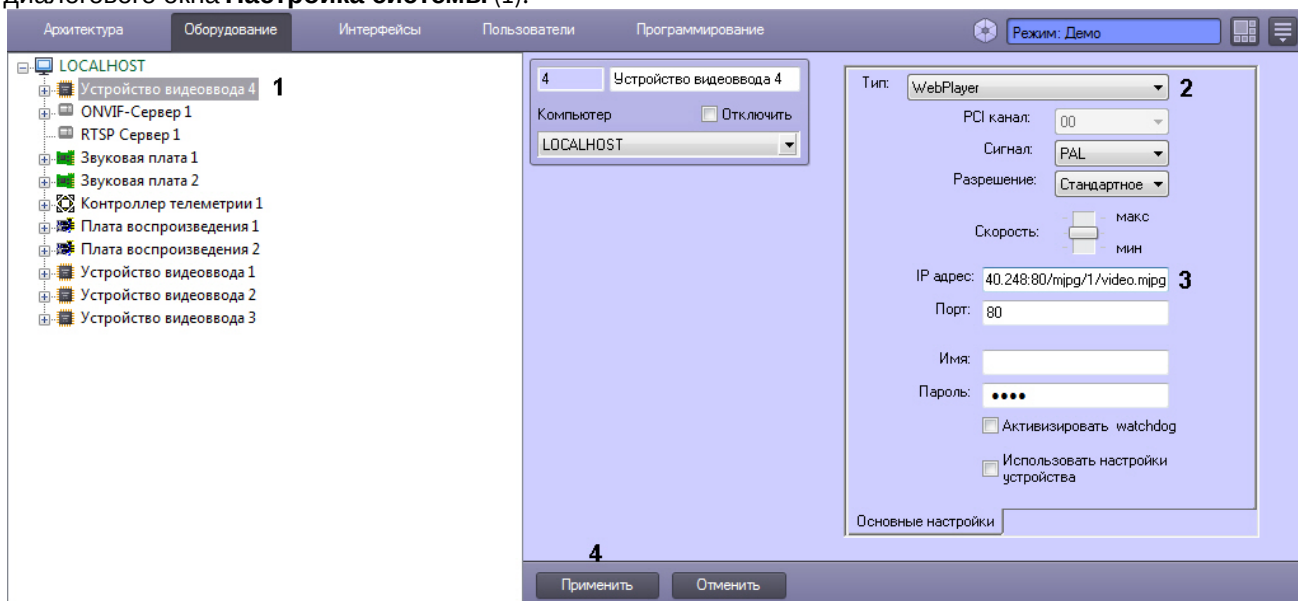 диалогового окна Настройка системы (1).
Архитектура Оборудование Интерфейсы Пользователи Программирование Режим: Демо
LOCALHOST
Устройство видеоввода 4 1
ONVIF-Сервер 1
RTSP Сервер 1
Звуковая плата 1
Звуковая плата 2
Контроллер телеметрии 1
Плата воспроизведения 1
Плата воспроизведения 2
Устройство видеоввода 1
Устройство видеоввода 2
Устройство видеоввода 3
4 Устройство видеоввода 4
Компьютер Отключить
LOCALHOST
Тип: WebPlayer 2
PCI канал: 00
Сигнал: PAL
Разрешение: Стандартное
макс
Скорость:
мин
IP адрес: 40.248:80/mjpg/1/video.mjpg 3
Порт: 80
Имя:
Пароль: ••••
Активизировать watchdog
Использовать настройки
устройства
Основные настройки
4
Применить Отменить